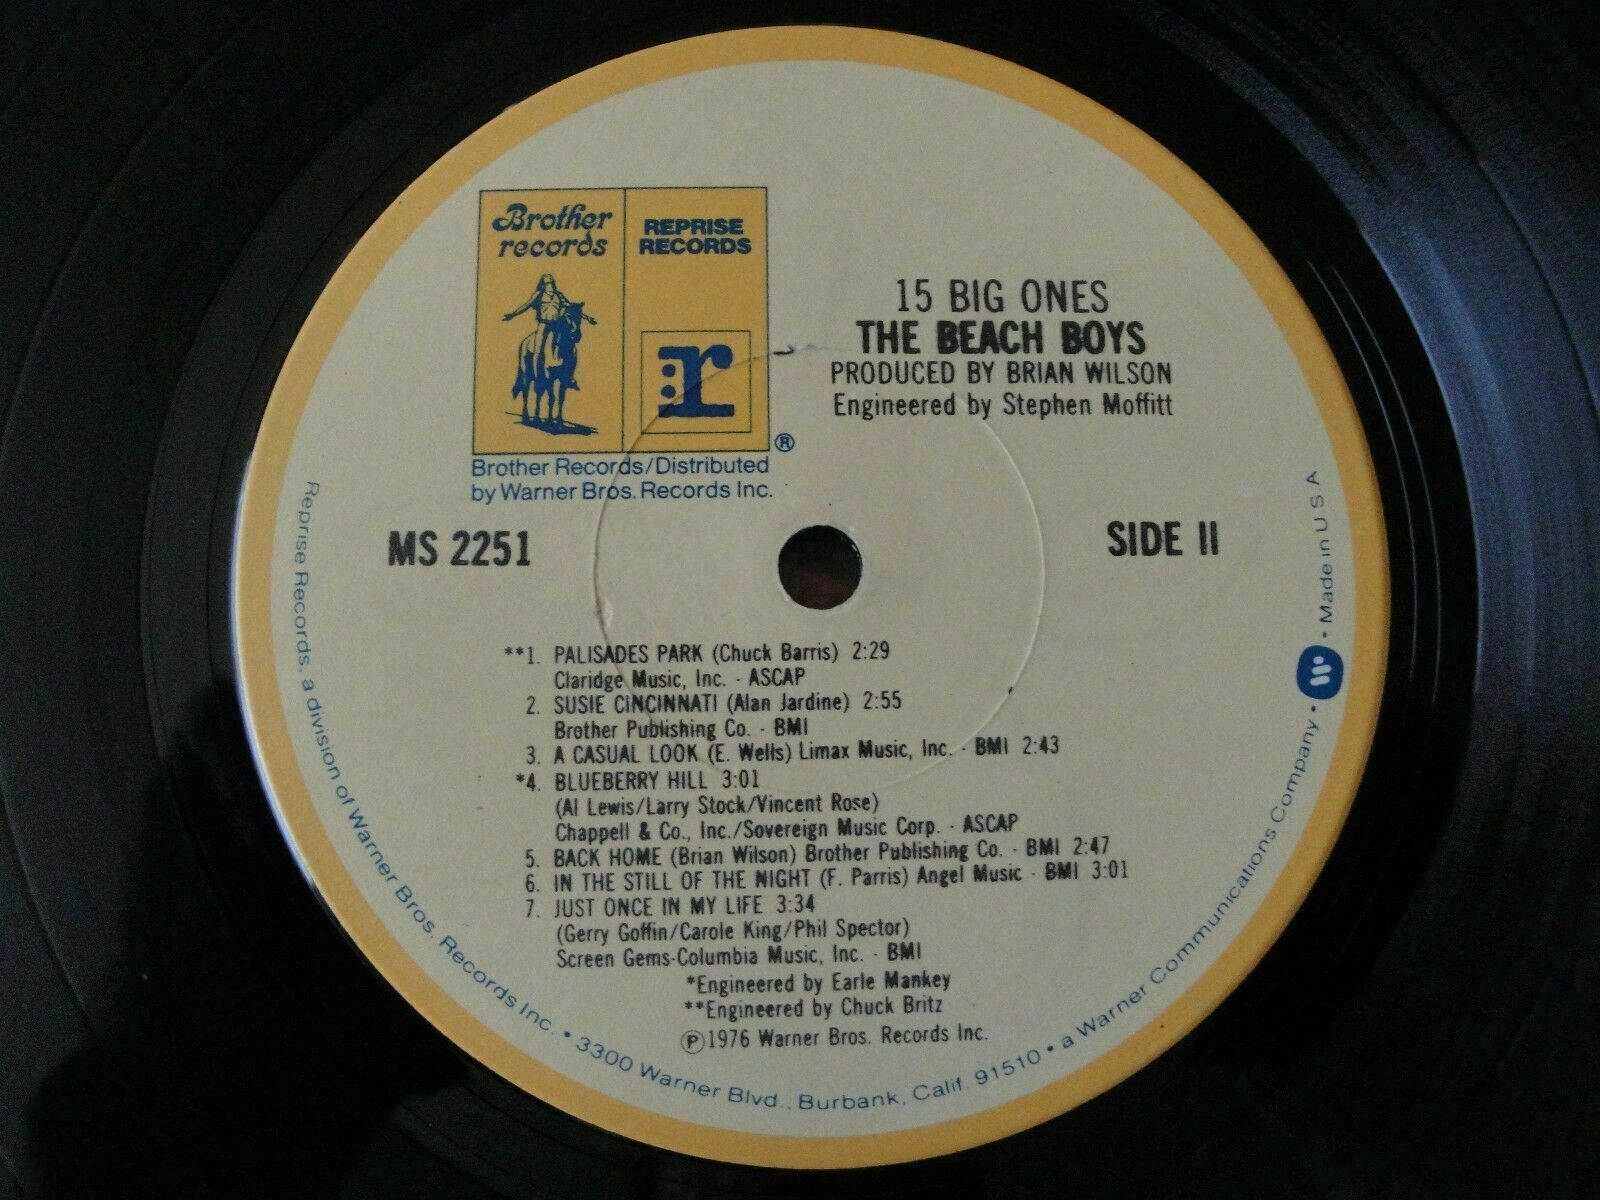 Brother
records
REPRISE
RECORDS
r
®
Brother Records/Distributed
by Warner Bros. Records Inc.
15 BIG ONES
THE BEACH BOYS
PRODUCED BY BRIAN WILSON
Engineered by Stephen Moffitt
MS 2251
SIDE II
**1. PALISADES PARK (Chuck Barris) 2:29
Claridge Music, Inc. - ASCAP
2. SUSIE CINCINNATI (Alan Jardine) 2:55
Brother Publishing Co. - BMI
3. A CASUAL LOOK (E. Wells) Limax Music, Inc. - BMI 2:43
*4. BLUEBERRY HILL 3:01
(Al Lewis/Larry Stock/Vincent Rose)
Chappell & Co., Inc./Sovereign Music Corp. - ASCAP
5. BACK HOME (Brian Wilson) Brother Publishing Co. - BMI 2:47
6. IN THE STILL OF THE NIGHT (F. Parris) Angel Music - BMI 3:01
7. JUST ONCE IN MY LIFE 3:34
(Gerry Goffin/Carole King/Phil Spector)
Screen Gems-Columbia Music, Inc. - BMI
*Engineered by Earle Mankey
**Engineered by Chuck Britz
℗1976 Warner Bros. Records Inc.
Reprise Records, a division of Warner Bros. Records Inc. • 3300 Warner Blvd., Burbank, Calif. 91510 • a Warner Communications Company • W • Made in U S A